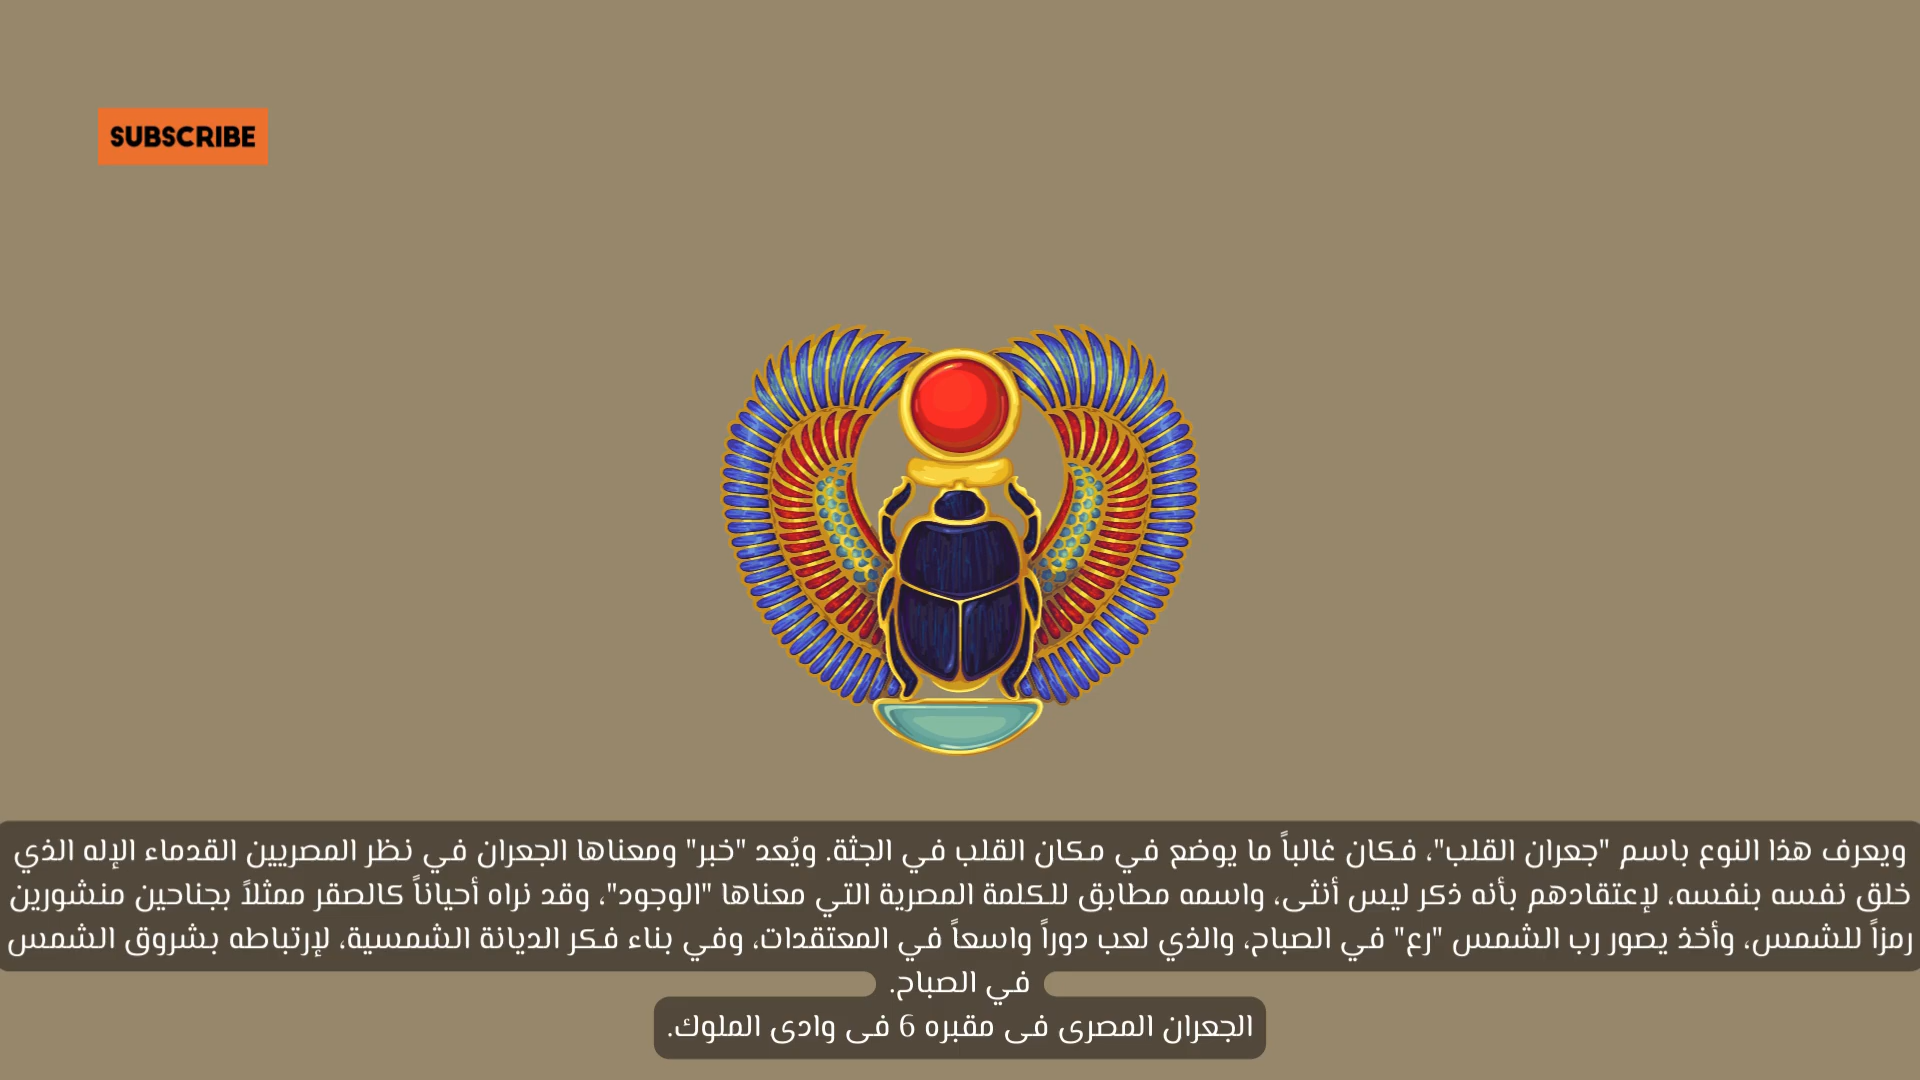 SUBSCRIBE
ويعرف هذا النوع باسم "جعران القلب"، فكان غالباً ما يوضع في مكان القلب في الجثة. ويُعد "خبر" ومعناها الجعران في نظر المصريين القدماء الإله الذي
خلق نفسه بنفسه، لإعتقادهم بأنه ذكر ليس أنثى، واسمه مطابق للكلمة المصرية التي معناها "الوجود"، وقد نراه أحياناً كالصقر ممثلاً بجناحين منشورين
رمزاً للشمس، وأخذ يصور رب الشمس "رع" في الصباح، والذي لعب دوراً واسعاً في المعتقدات، وفي بناء فكر الديانة الشمسية، لإرتباطه بشروق الشمس
في الصباح.
الجعران المصرى فى مقبره 6 فى وادى الملوك.